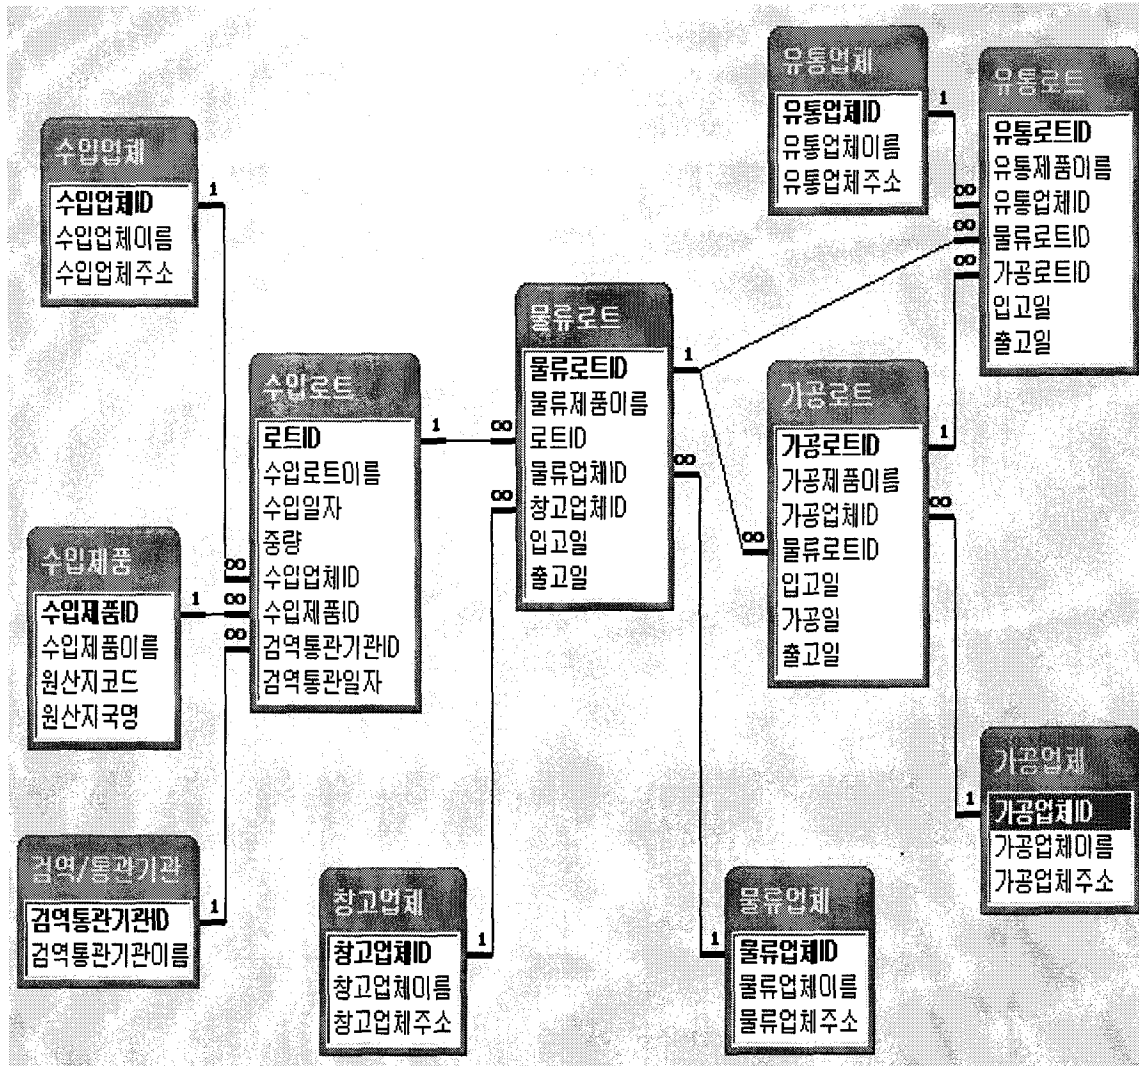 수입업체
수입업체ID
수입업체이름
수입업체주소
1
∞
수입제품
수입제품ID
수입제품이름
원산지코드
원산지국명
1
∞
검역/통관기관
검역통관기관ID
검역통관기관이름
1
∞
수입로트
로트ID
수입로트이름
수입일자
중량
수입업체ID
수입제품ID
검역통관기관ID
검역통관일자
1
∞
창고업체
창고업체ID
창고업체이름
창고업체주소
1
∞
물류로트
물류로트ID
물류제품이름
로트ID
물류업체ID
창고업체ID
입고일
출고일
1
∞
∞
물류업체
물류업체ID
물류업체이름
물류업체주소
1
∞
유통업체
유통업체ID
유통업체이름
유통업체주소
1
∞
유통로트
유통로트ID
유통제품이름
유통업체ID
물류로트ID
가공로트ID
입고일
출고일
∞
가공로트
가공로트ID
가공제품이름
가공업체ID
물류로트ID
입고일
가공일
출고일
1
∞
가공업체
가공업체ID
가공업체이름
가공업체주소
1